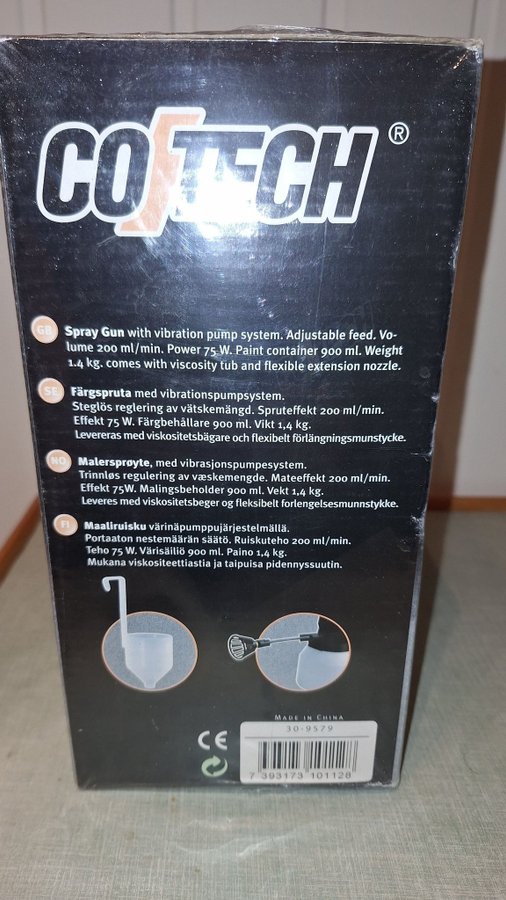 COTECH®
GB Spray Gun with vibration pump system. Adjustable feed. Vo-
lume 200 ml/min. Power 75 W. Paint container 900 ml. Weight
1.4 kg. comes with viscosity tub and flexible extension nozzle.
SE Färgspruta med vibrationspumpsystem.
Steglös reglering av vätskemängd. Spruteffekt 200 ml/min.
Effekt 75 W. Färgbehållare 900 ml. Vikt 1,4 kg.
Levereras med viskositetsbägare och flexibelt förlängningsmunstycke.
NO Malersprøyte, med vibrasjonspumpesystem.
Trinnløs regulering av væskemengde. Mateeffekt 200 ml/min.
Effekt 75W. Malingsbeholder 900 ml. Vekt 1,4 kg.
Leveres med viskositetsbeger og fleksibelt forlengelsesmunnstykke.
FI Maaliruisku värinäpumppujärjestelmällä.
Portaaton nestemäärän säätö. Ruiskuteho 200 ml/min.
Teho 75 W. Värisäiliö 900 ml. Paino 1,4 kg.
Mukana viskositeettiastia ja taipuisa pidennyssuutin.
MADE IN CHINA
30-9579
CE
7 393173 101128